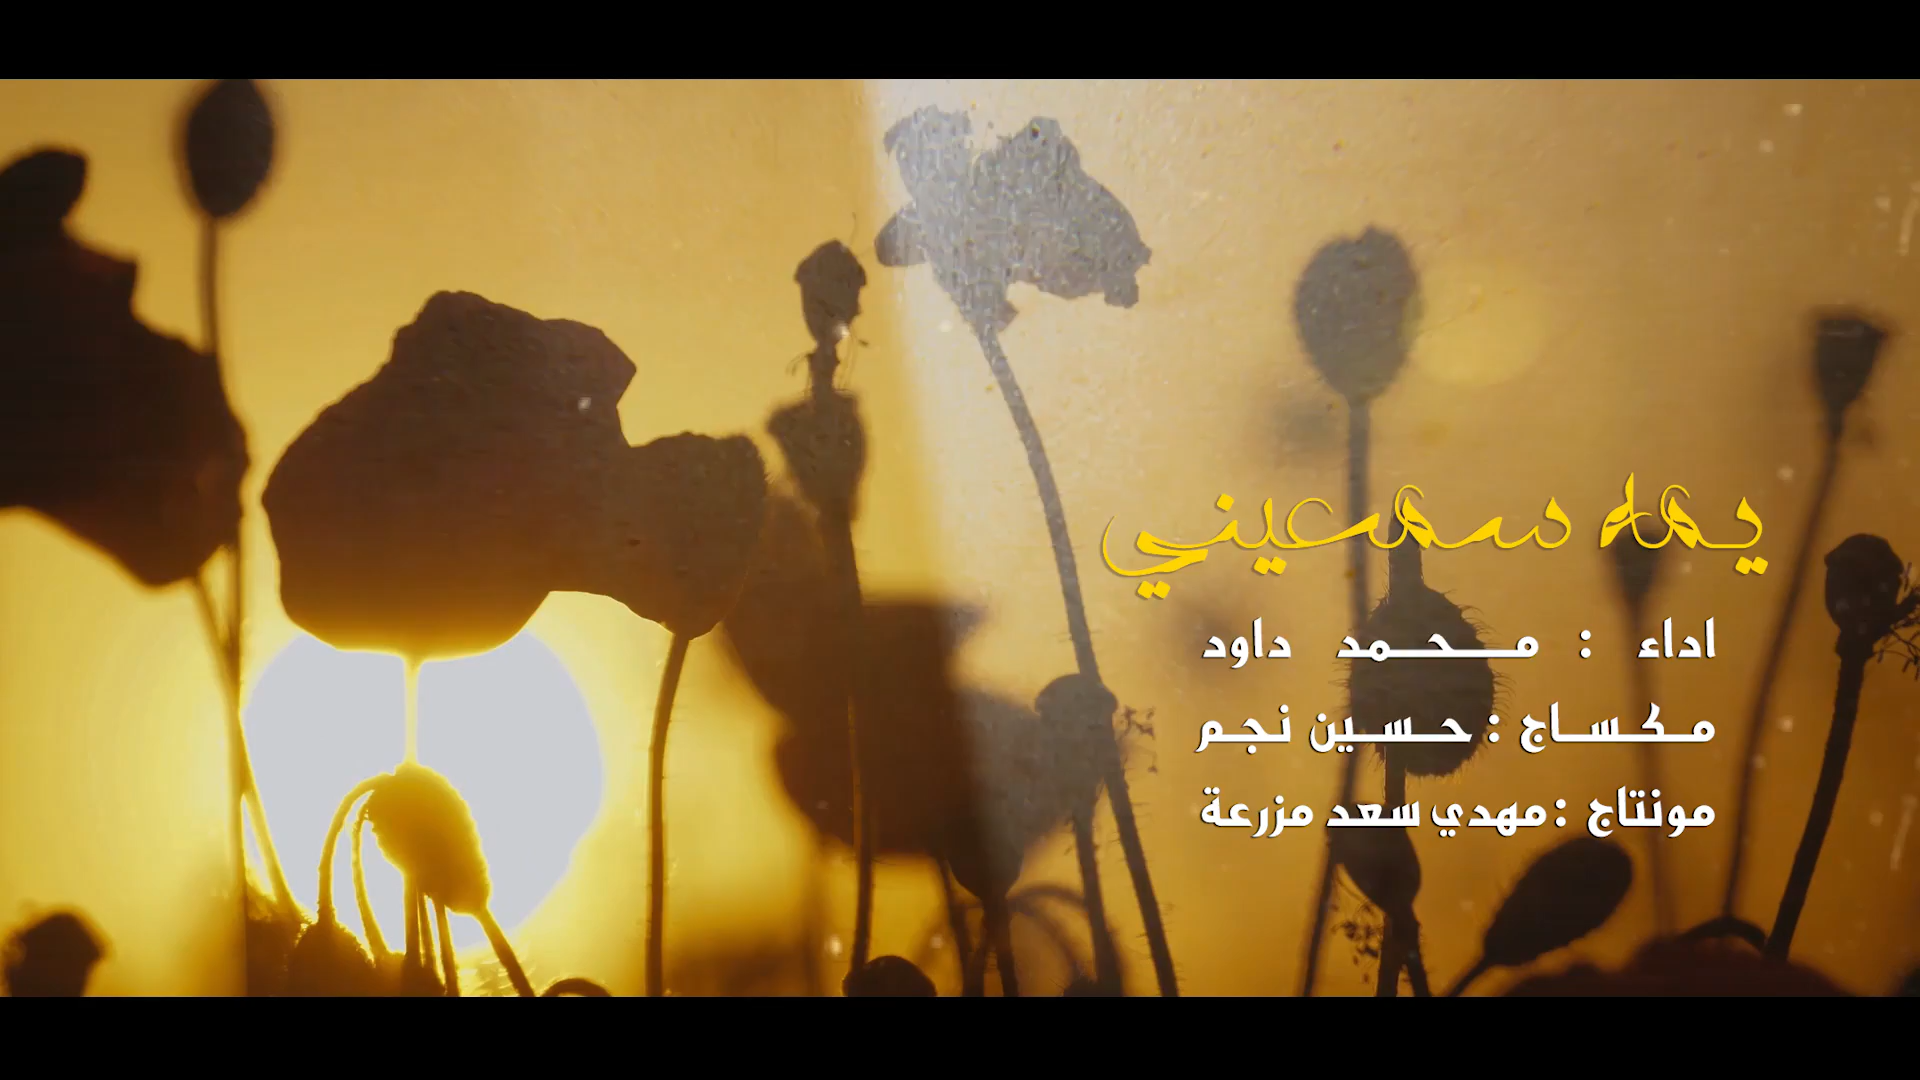 يمه سمعيني
اداء : محمد داود
مكساج : حسين نجم
مونتاج : مهدي سعد مزرعة